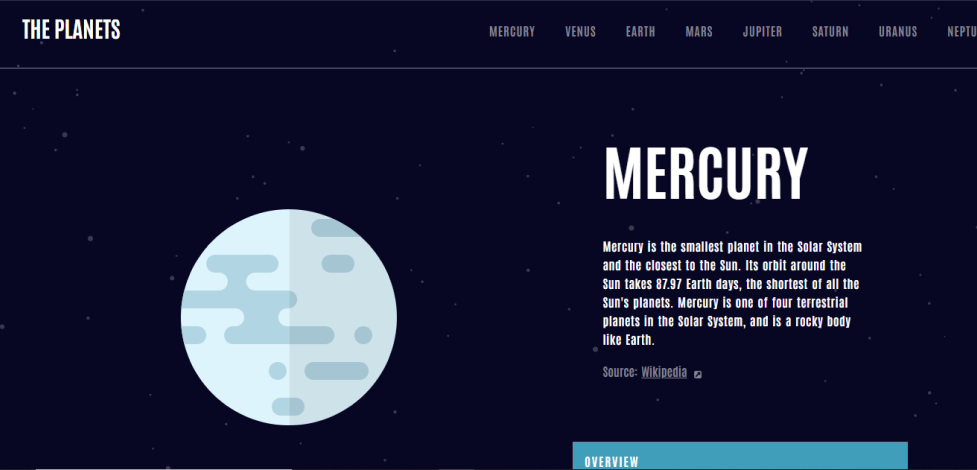 THE PLANETS
MERCURY VENUS EARTH MARS JUPITER SATURN URANUS NEPTU
MERCURY
Mercury is the smallest planet in the Solar System
and the closest to the Sun. Its orbit around the
Sun takes 87.97 Earth days, the shortest of all the
Sun's planets. Mercury is one of four terrestrial
planets in the Solar System, and is a rocky body
like Earth.
Source: Wikipedia
OVERVIEW